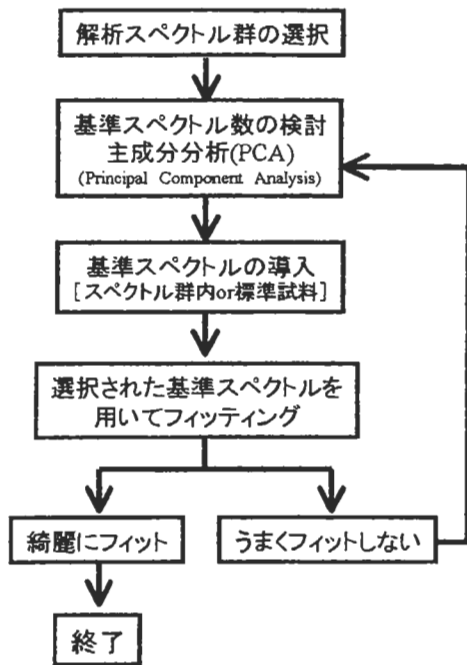 解析スペクトル群の選択
基準スペクトル数の検討
主成分分析(PCA)
(Principal Component Analysis)
基準スペクトルの導入
[スペクトル群内or標準試料]
選択された基準スペクトルを
用いてフィッティング
綺麗にフィット
うまくフィットしない
終了